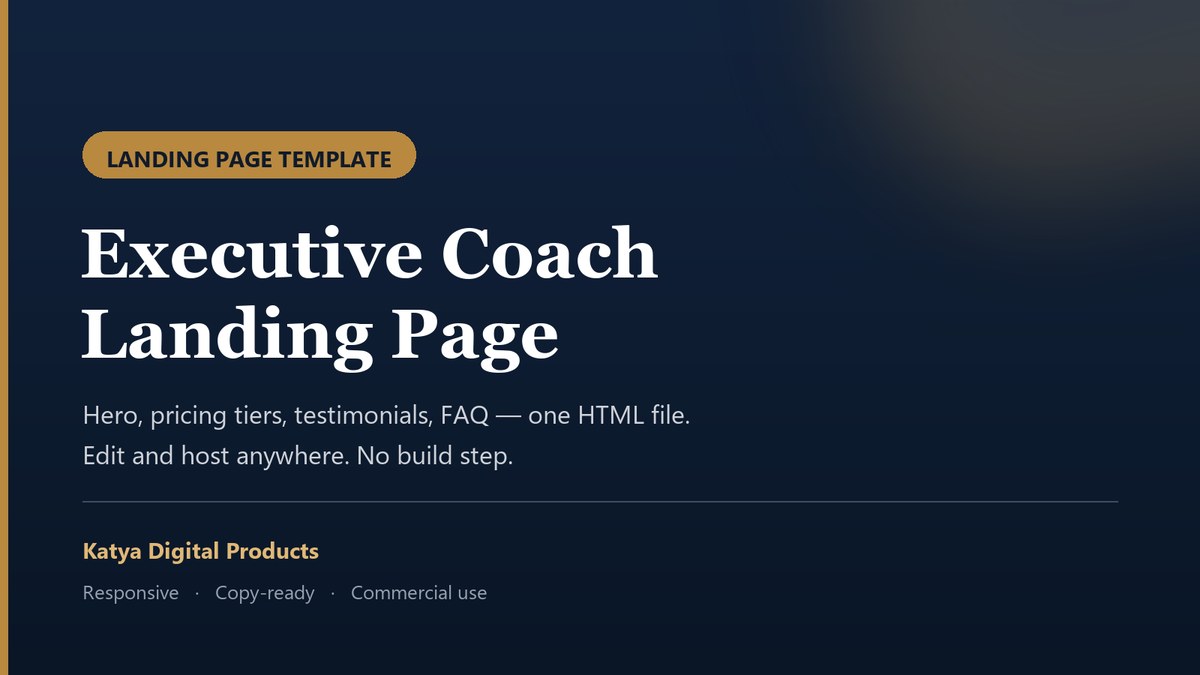 LANDING PAGE TEMPLATE
Executive Coach
Landing Page
Hero, pricing tiers, testimonials, FAQ — one HTML file.
Edit and host anywhere. No build step.
Katya Digital Products
Responsive · Copy-ready · Commercial use